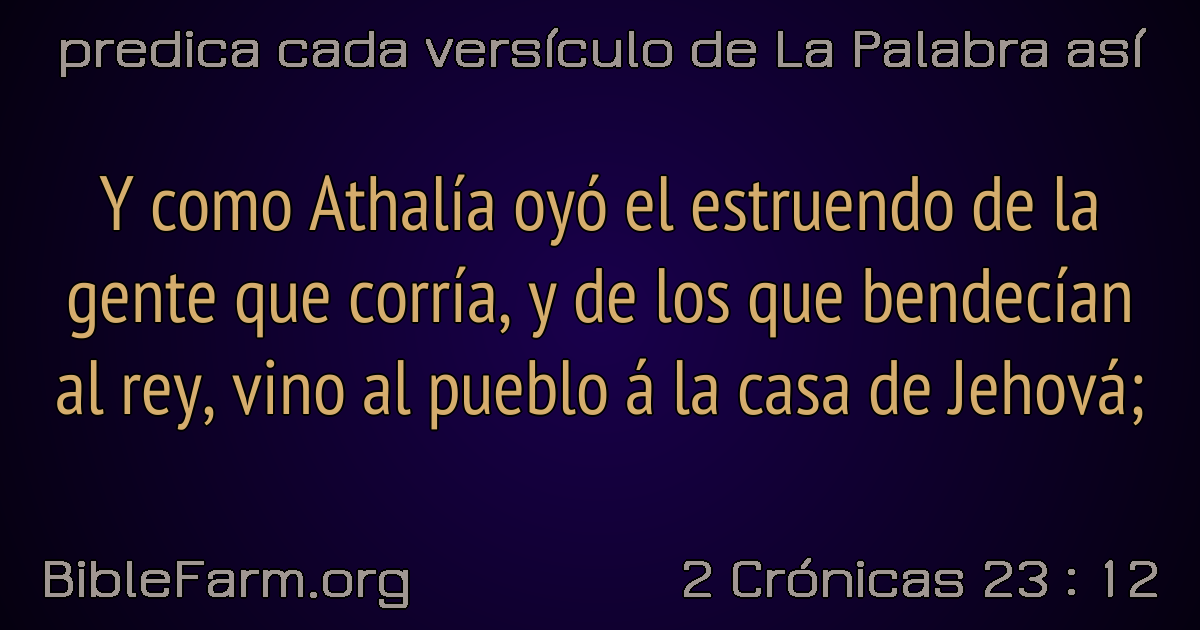 predica cada versículo de La Palabra así
Y como Athalía oyó el estruendo de la
gente que corría, y de los que bendecían
al rey, vino al pueblo á la casa de Jehová;
BibleFarm.org
2 Crónicas 23 : 12